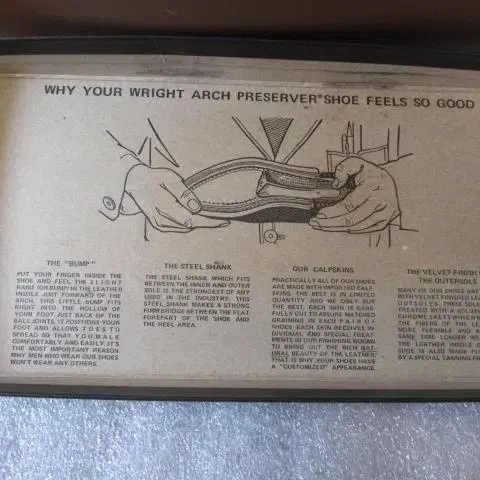 WHY YOUR WRIGHT ARCH PRESERVER® SHOE FEELS SO GOOD
THE "BUMP"
PUT YOUR FINGER INSIDE THE
SHOE AND FEEL THE SLIGHT
RAISE (OR BUMP) IN THE LEATHER
INSOLE JUST FORWARD OF THE
ARCH. THIS LITTLE BUMP FITS
RIGHT INTO THE HOLLOW OF
YOUR FOOT JUST BACK OF THE
BALL JOINTS. IT POSITIONS YOUR
FOOT AND ALLOWS TOES TO
SPREAD SO THAT YOU WALK
COMFORTABLY AND EASILY. IT'S
THE MOST IMPORTANT REASON
WHY MEN WHO WEAR OUR SHOES
WON'T WEAR ANY OTHERS.
THE STEEL SHANK
THE STEEL SHANK WHICH FITS
BETWEEN THE INNER AND OUTER
SOLE IS THE STRONGEST OF ANY
USED IN THE INDUSTRY. THIS
STEEL SHANK MAKES A STRONG
FIRM BRIDGE BETWEEN THE FLAT
FOREPART OF THE SHOE AND
THE HEEL AREA.
OUR CALFSKINS
PRACTICALLY ALL OF OUR SHOES
ARE MADE WITH IMPORTED CALF-
SKINS. THE BEST IS IN LIMITED
QUANTITY AND WE ONLY BUY
THE BEST. EACH SKIN IS CARE-
FULLY CUT TO ASSURE MATCHED
GRAINING IN EACH PAIR OF
SHOES. EACH SKIN RECEIVES IN-
DIVIDUAL AND SPECIAL TREAT-
MENTS IN OUR FINISHING ROOMS
TO BRING OUT THE RICH NAT-
URAL BEAUTY OF THE LEATHER.
THAT IS WHY YOUR SHOES HAVE
A "CUSTOMIZED" APPEARANCE.
THE VELVET FINISH
THE OUTERSOLE
MANY OF OUR SHOES ARE
WITH VELVET FINISHED
OUTSOLES. THESE
TREATED WITH A
CHROME SALTS WHICH
THE FIBERS OF THE
MORE FLEXIBLE AND
SAME TIME LONGER
THE LEATHER INSOLE
SHOE IS ALSO MADE
BY A SPECIAL TANNING